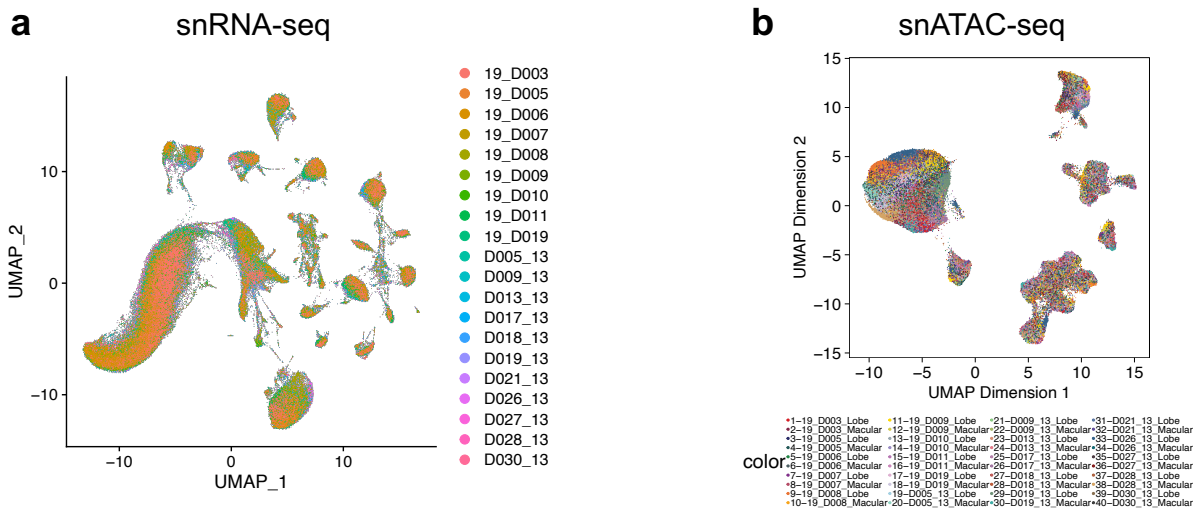 a
snRNA-seq
UMAP_2
10
0
−10
−10
0
10
UMAP_1
19_D003
19_D005
19_D006
19_D007
19_D008
19_D009
19_D010
19_D011
19_D019
D005_13
D009_13
D013_13
D017_13
D018_13
D019_13
D021_13
D026_13
D027_13
D028_13
D030_13
b
snATAC-seq
UMAP Dimension 2
15
10
5
0
−5
−10
−15
−10
−5
0
5
10
15
UMAP Dimension 1
color
1-19_D003_Lobe
2-19_D003_Macular
3-19_D005_Lobe
4-19_D005_Macular
5-19_D006_Lobe
6-19_D006_Macular
7-19_D007_Lobe
8-19_D007_Macular
9-19_D008_Lobe
10-19_D008_Macular
11-19_D009_Lobe
12-19_D009_Macular
13-19_D010_Lobe
14-19_D010_Macular
15-19_D011_Lobe
16-19_D011_Macular
17-19_D019_Lobe
18-19_D019_Macular
19-D005_13_Lobe
20-D005_13_Macular
21-D009_13_Lobe
22-D009_13_Macular
23-D013_13_Lobe
24-D013_13_Macular
25-D017_13_Lobe
26-D017_13_Macular
27-D018_13_Lobe
28-D018_13_Macular
29-D019_13_Lobe
30-D019_13_Macular
31-D021_13_Lobe
32-D021_13_Macular
33-D026_13_Lobe
34-D026_13_Macular
35-D027_13_Lobe
36-D027_13_Macular
37-D028_13_Lobe
38-D028_13_Macular
39-D030_13_Lobe
40-D030_13_Macular